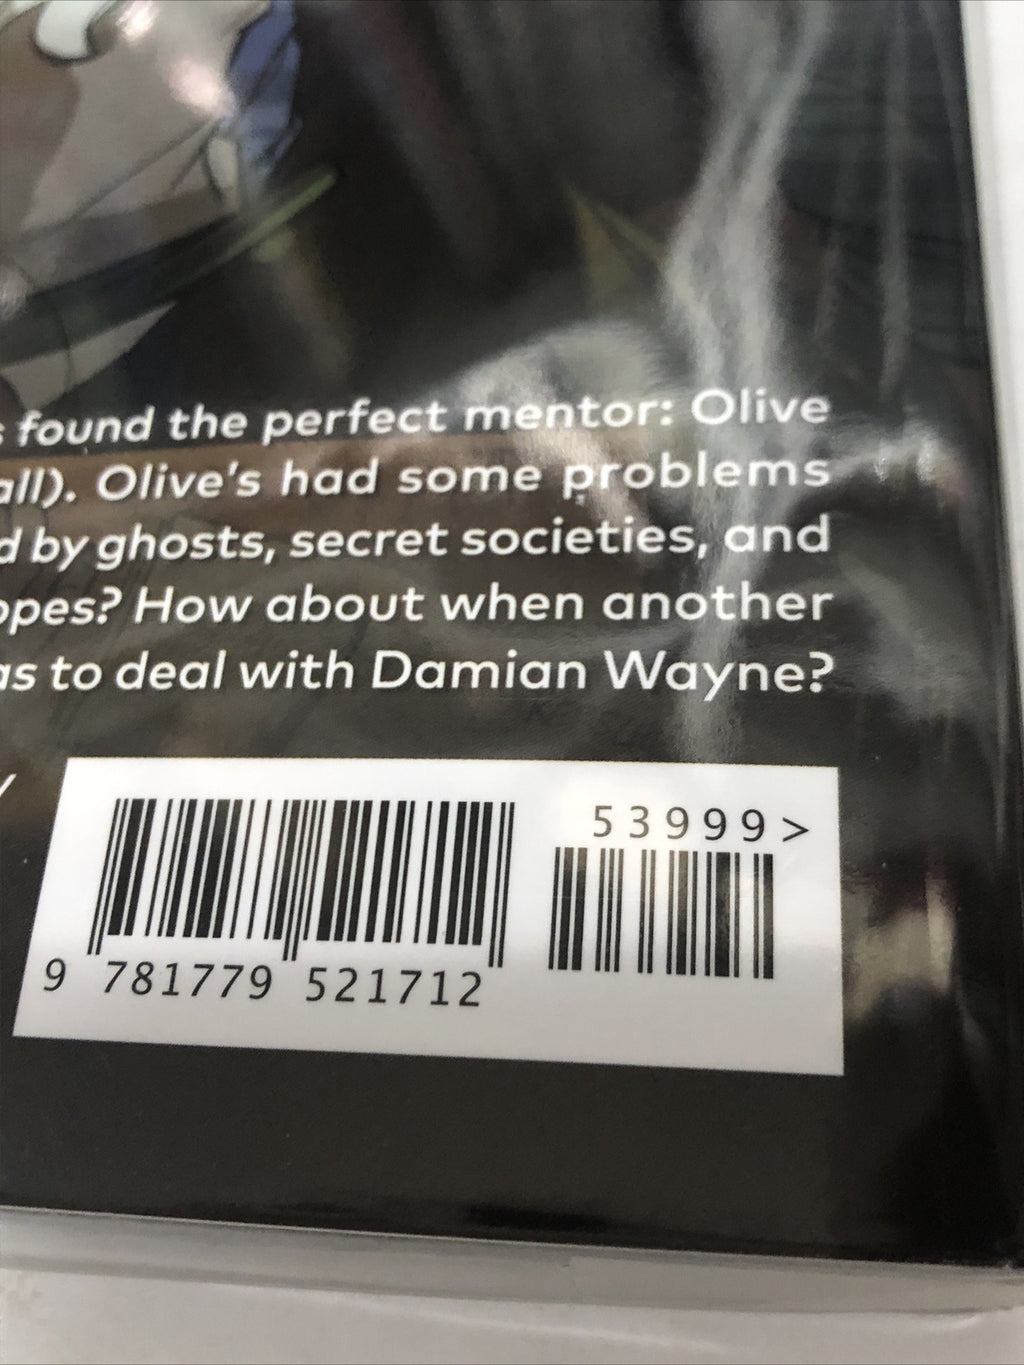 found the perfect mentor: Olive
all). Olive's had some problems
d by ghosts, secret societies, and
opes? How about when another
as to deal with Damian Wayne?
53999>
9 781779 521712